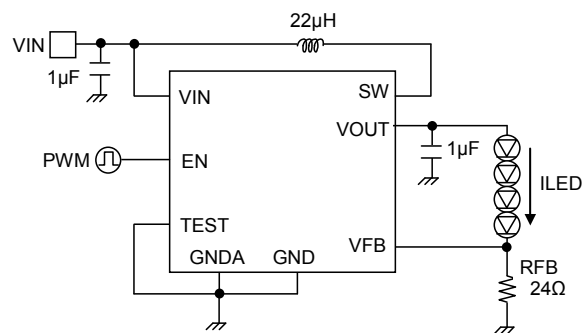 22µH
VIN
1µF
VIN
SW
VOUT
PWM
EN
1µF
ILED
TEST
VFB
GNDA
GND
RFB
24Ω